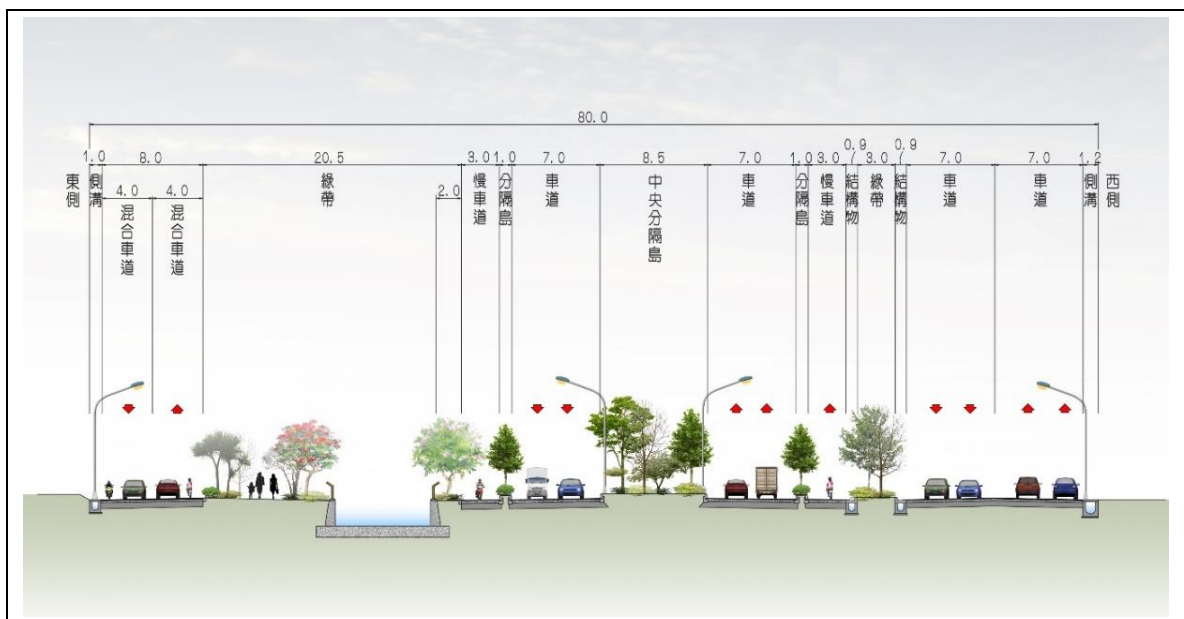 80.0
1.0
8.0
20.5
3.0
1.0
7.0
8.5
7.0
1.0
3.0
0.9
3.0
0.9
7.0
7.0
1.2
4.0
4.0
2.0
東側
側溝
混合車道
混合車道
綠帶
慢車道
分隔島
車道
中央分隔島
車道
分隔島
慢車道
結構物
綠帶
結構物
車道
車道
側溝
西側